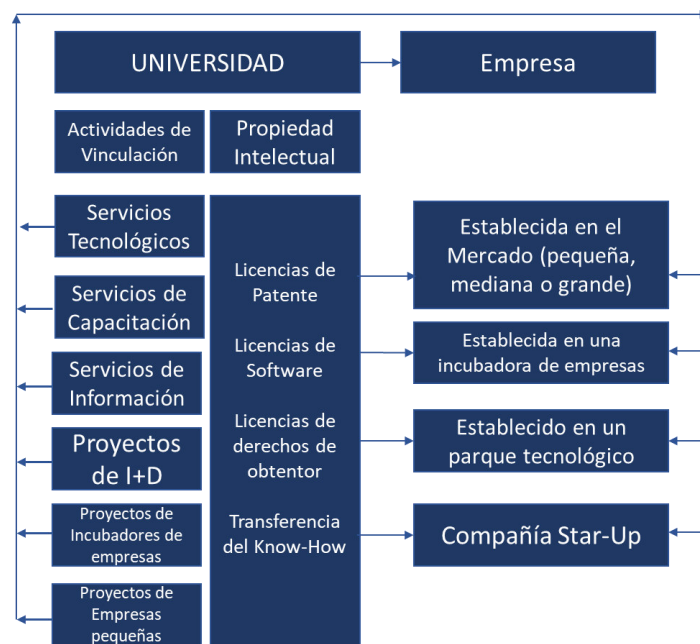 UNIVERSIDAD
Empresa
Actividades de
Vinculación
Propiedad
Intelectual
Servicios
Tecnológicos
Servicios de
Capacitación
Servicios de
Información
Proyectos
de I+D
Proyectos de
Incubadores de
empresas
Proyectos de
Empresas
pequeñas
Licencias de
Patente
Licencias de
Software
Licencias de
derechos de
obtentor
Transferencia
del Know-How
Establecida en el
Mercado (pequeña,
mediana o grande)
Establecida en una
incubadora de empresas
Establecido en un
parque tecnológico
Compañía Star-Up